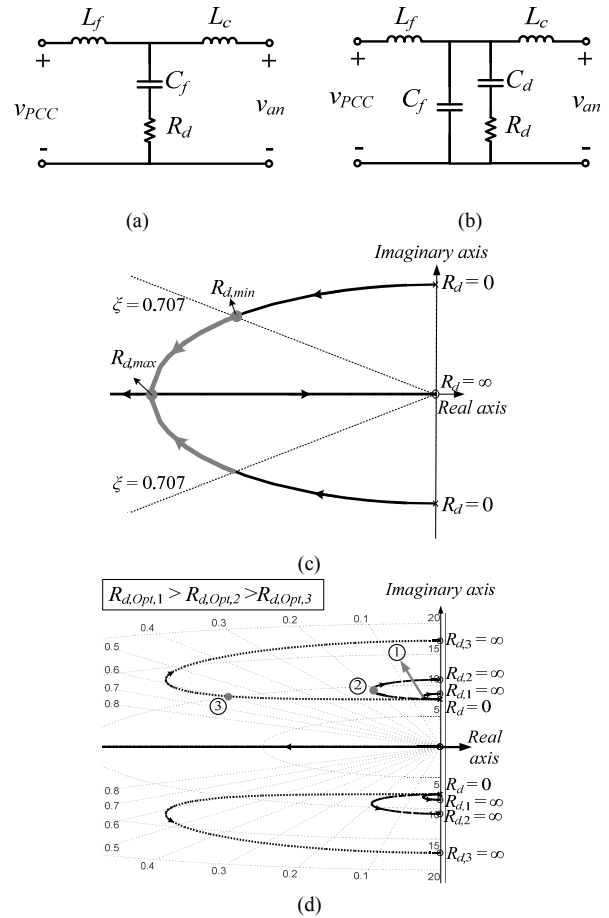 L_f L_c
+ +
C_f
v_PCC v_an
R_d
- -
(a)
L_f L_c
+ +
C_d
v_PCC C_f v_an
R_d
- -
(b)
Imaginary axis
R_d = 0
R_d,min
ξ = 0.707
R_d,max
R_d = ∞
Real axis
ξ = 0.707
R_d = 0
(c)
Imaginary axis
R_d,Opt,1 > R_d,Opt,2 >R_d,Opt,3
0.4 0.3 0.2 0.1 20
0.5
R_d,3 = ∞
15
0.6
①
R_d,2 = ∞
10
0.7 ②
R_d,1 = ∞
0.8 ③ 5
R_d = 0
Real
axis
R_d = 0
0.8 5
R_d,1 = ∞
0.7
R_d,2 = ∞
10
0.6
15
0.5
R_d,3 = ∞
0.4 0.3 0.2 0.1 20
(d)